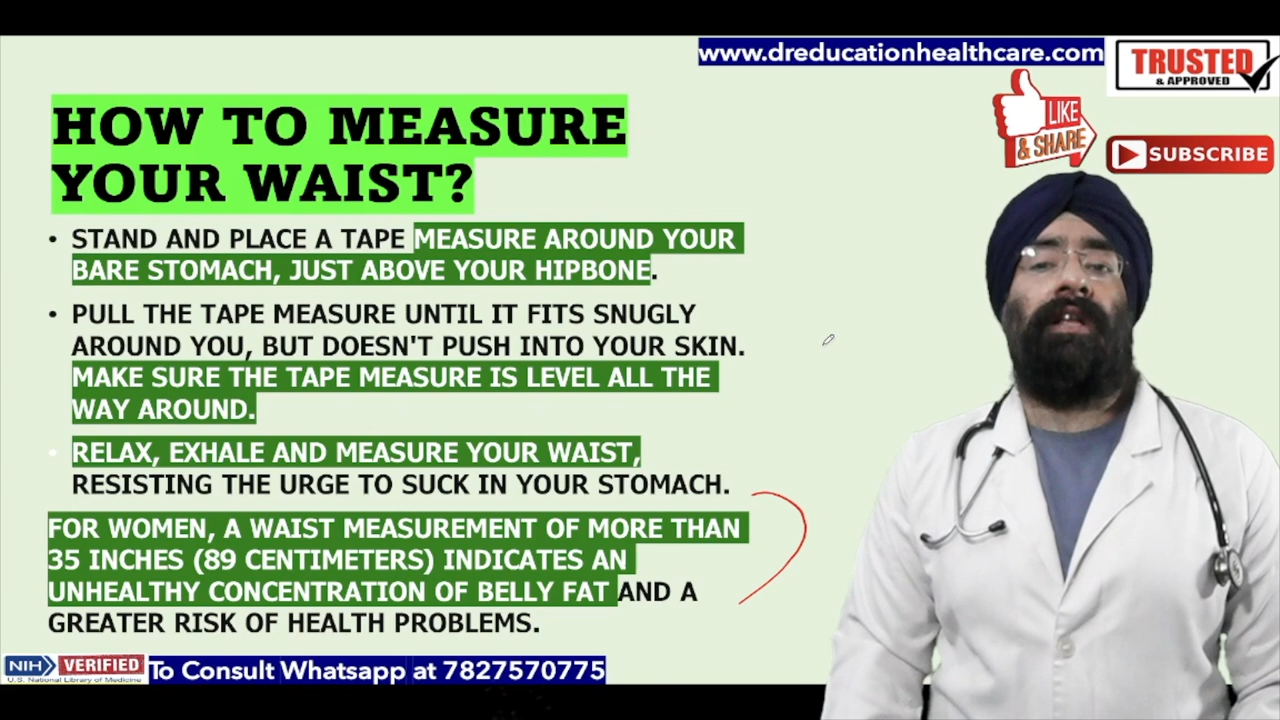 www.dreducationhealthcare.com
TRUSTED
& APPROVED
LIKE
& SHARE
SUBSCRIBE
HOW TO MEASURE
YOUR WAIST?
• STAND AND PLACE A TAPE MEASURE AROUND YOUR
BARE STOMACH, JUST ABOVE YOUR HIPBONE.
• PULL THE TAPE MEASURE UNTIL IT FITS SNUGLY
AROUND YOU, BUT DOESN'T PUSH INTO YOUR SKIN.
MAKE SURE THE TAPE MEASURE IS LEVEL ALL THE
WAY AROUND.
• RELAX, EXHALE AND MEASURE YOUR WAIST,
RESISTING THE URGE TO SUCK IN YOUR STOMACH.
FOR WOMEN, A WAIST MEASUREMENT OF MORE THAN
35 INCHES (89 CENTIMETERS) INDICATES AN
UNHEALTHY CONCENTRATION OF BELLY FAT AND A
GREATER RISK OF HEALTH PROBLEMS.
NIH VERIFIED
U.S. National Library of Medicine
To Consult Whatsapp at 7827570775